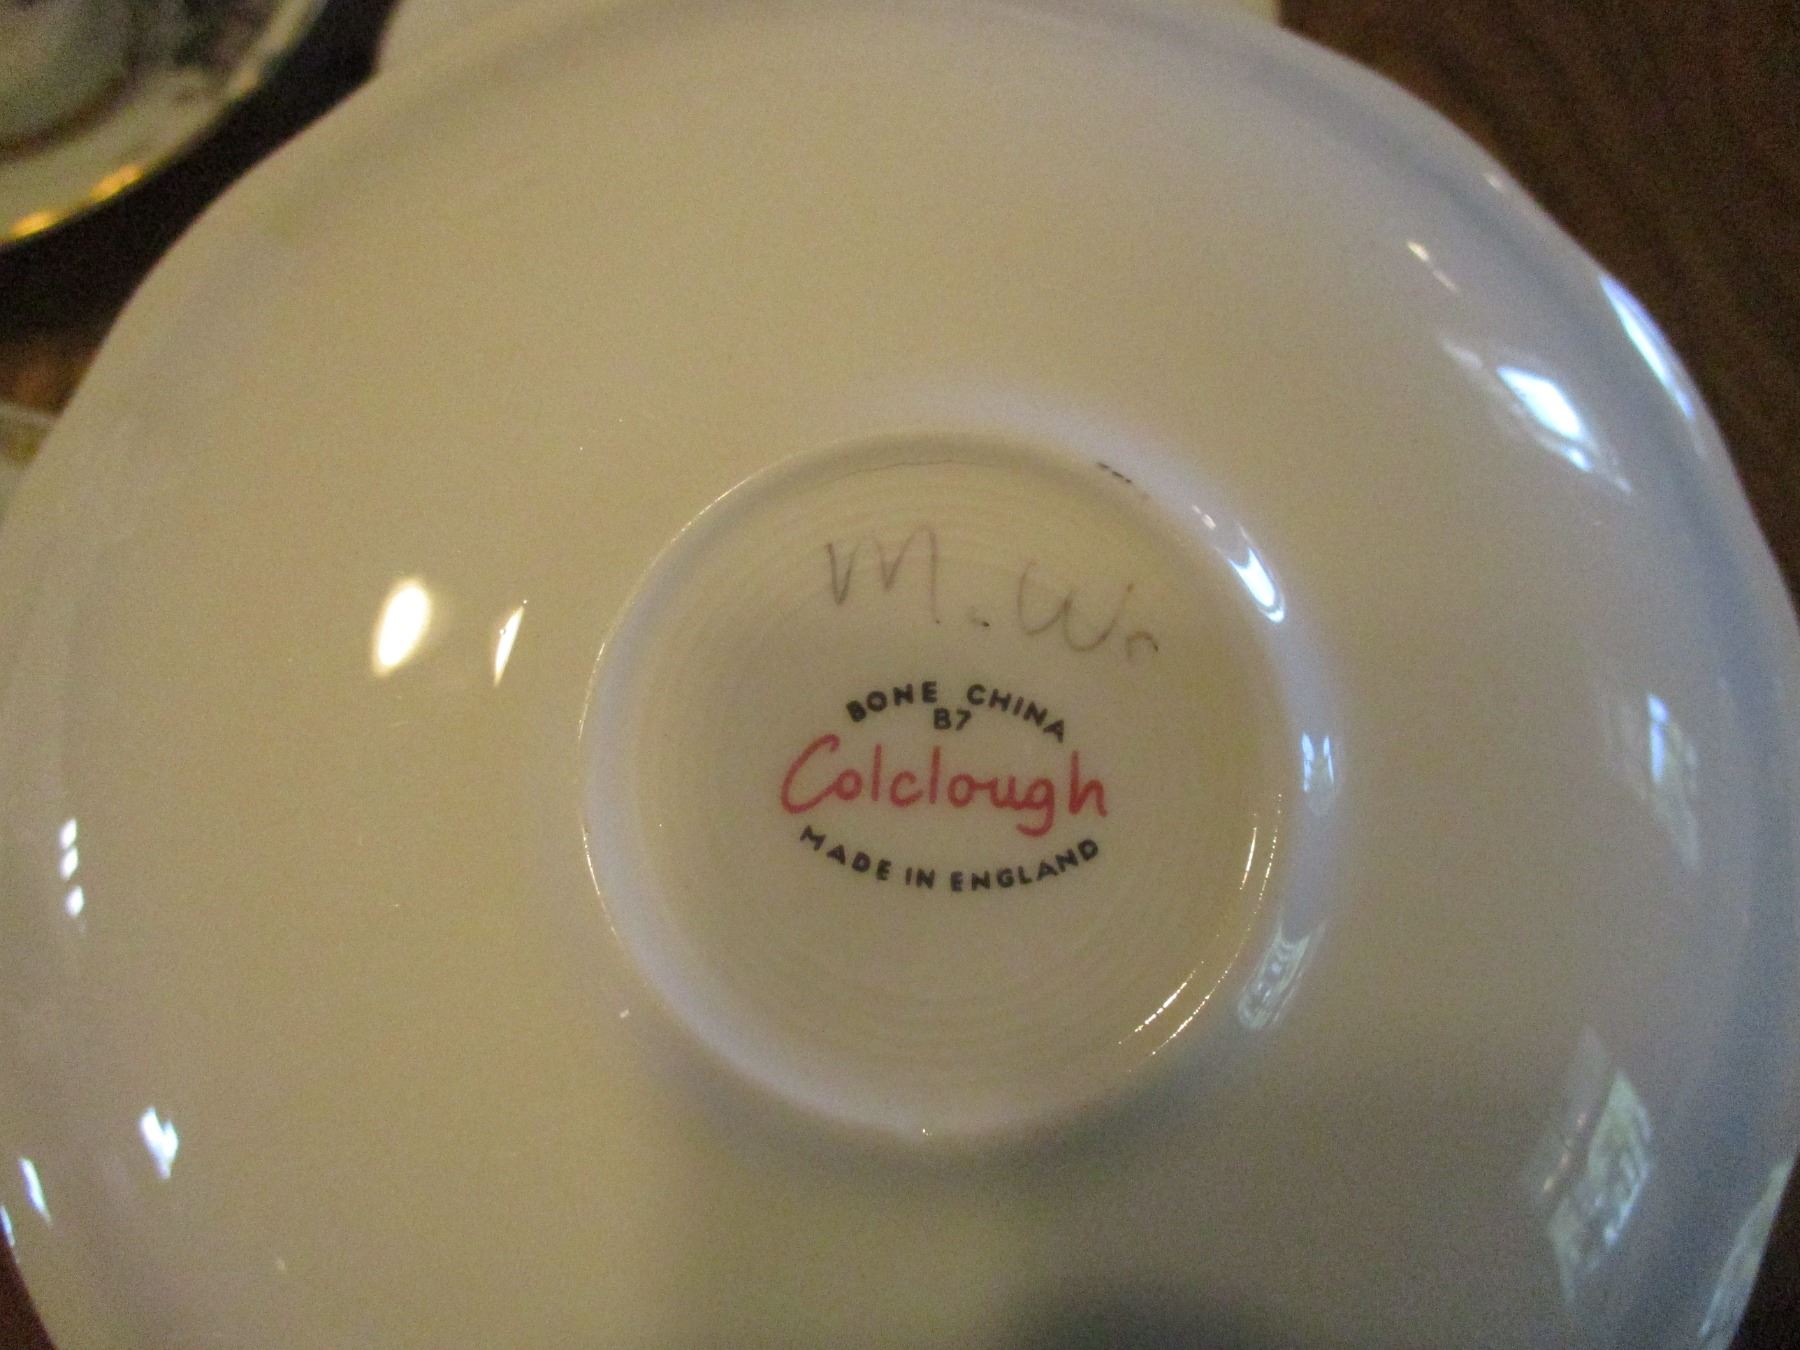 M. W
BONE CHINA
B7
Colclough
MADE IN ENGLAND